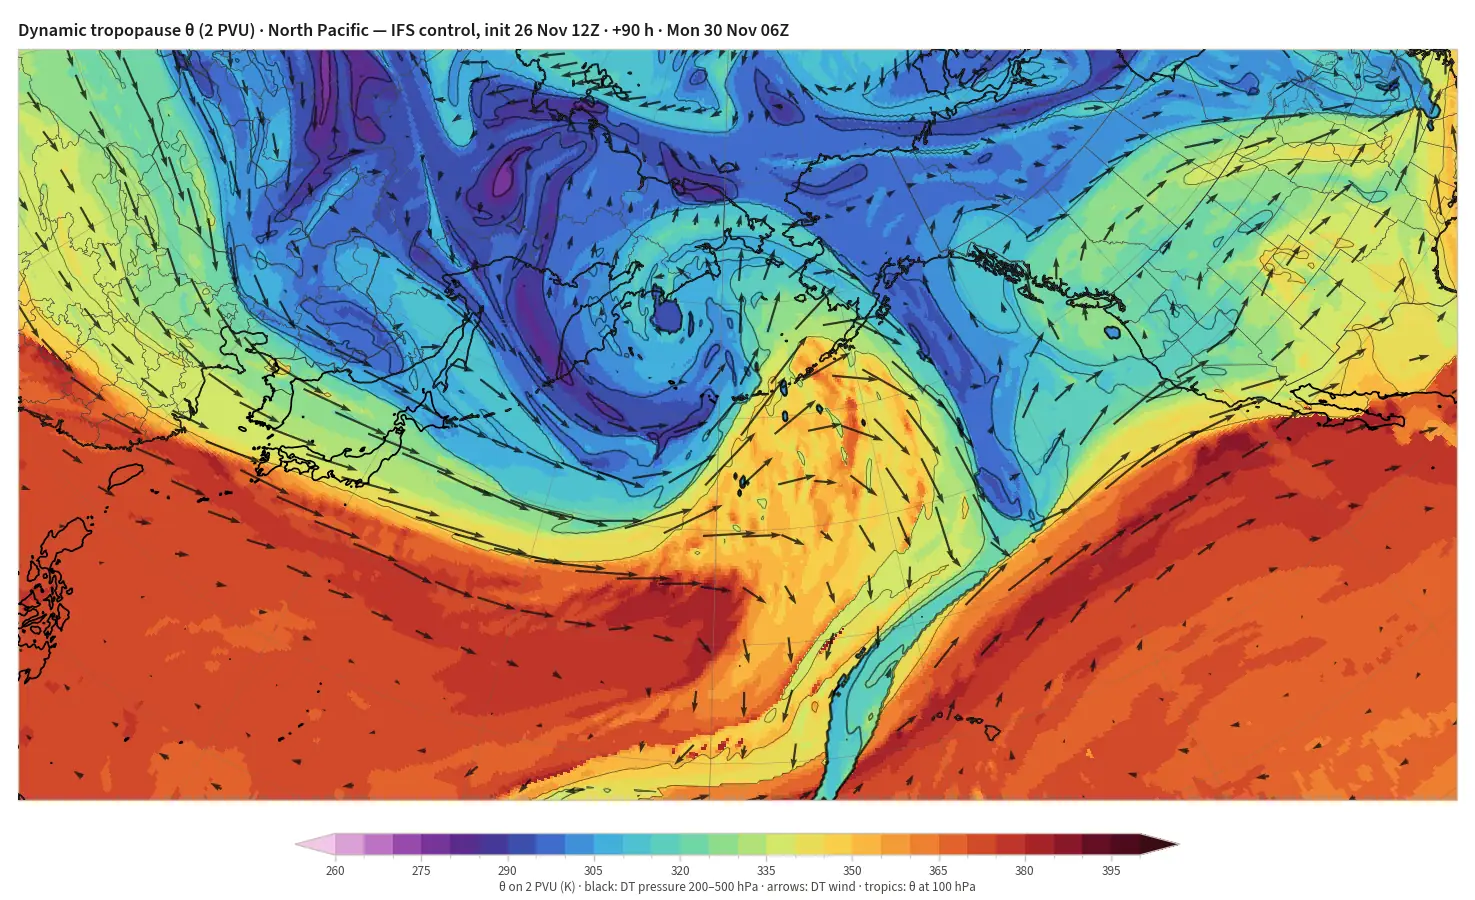 Dynamic tropopause θ (2 PVU) · North Pacific — IFS control, init 26 Nov 12Z · +90 h · Mon 30 Nov 06Z
260 275 290 305 320 335 350 365 380 395
θ on 2 PVU (K) · black: DT pressure 200–500 hPa · arrows: DT wind · tropics: θ at 100 hPa